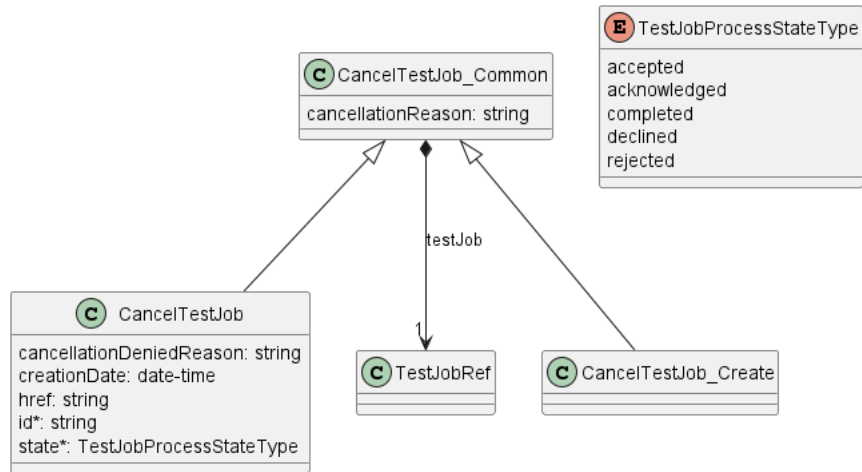 C CancelTestJob_Common
cancellationReason: string
E TestJobProcessStateType
accepted
acknowledged
completed
declined
rejected
testJob
1
C CancelTestJob
cancellationDeniedReason: string
creationDate: date-time
href: string
id*: string
state*: TestJobProcessStateType
C TestJobRef
C CancelTestJob_Create